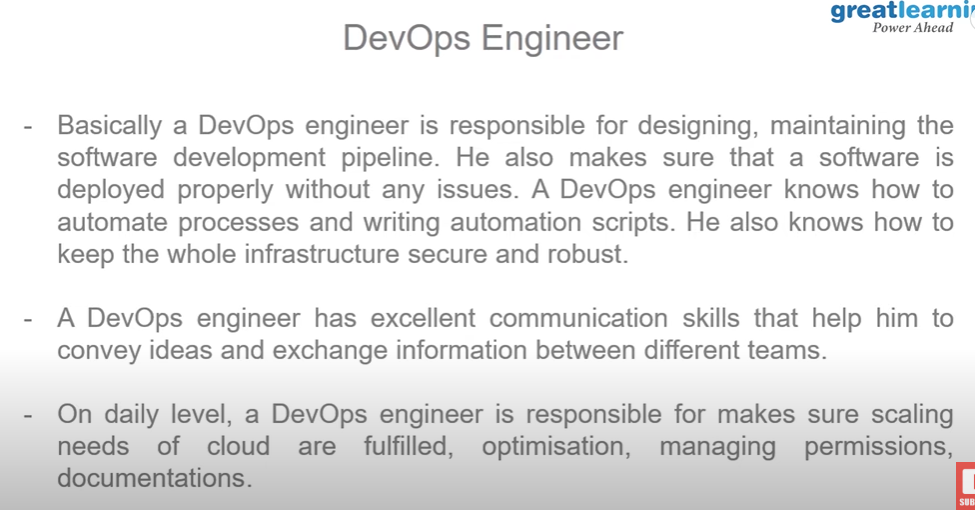 greatlearni
Power Ahead
DevOps Engineer
- Basically a DevOps engineer is responsible for designing, maintaining the
software development pipeline. He also makes sure that a software is
deployed properly without any issues. A DevOps engineer knows how to
automate processes and writing automation scripts. He also knows how to
keep the whole infrastructure secure and robust.
- A DevOps engineer has excellent communication skills that help him to
convey ideas and exchange information between different teams.
- On daily level, a DevOps engineer is responsible for makes sure scaling
needs of cloud are fulfilled, optimisation, managing permissions,
documentations.
SUB